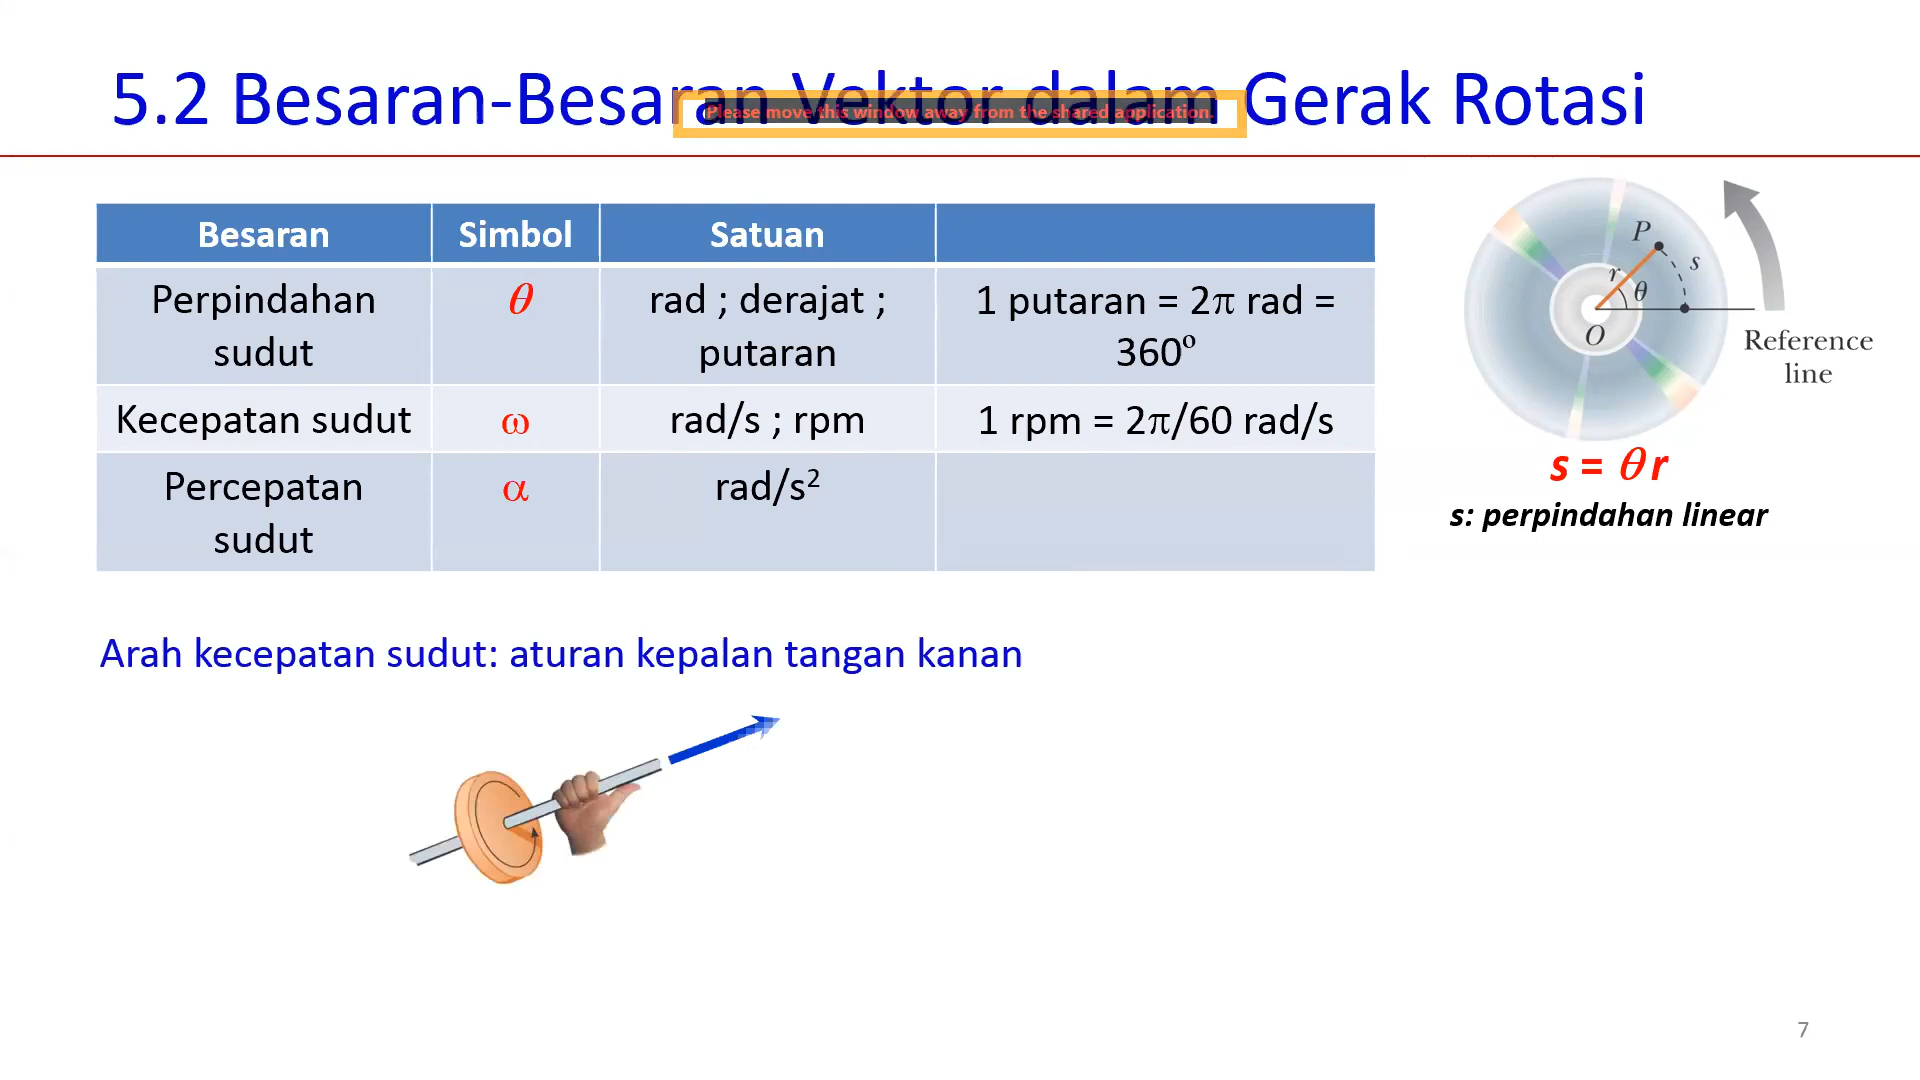 5.2 Besaran-Besaran Vektor dalam Gerak Rotasi
Please move this window away from the shared application.
Besaran Simbol Satuan
Perpindahan sudut θ rad ; derajat ; putaran 1 putaran = 2π rad = 360º
Kecepatan sudut ω rad/s ; rpm 1 rpm = 2π/60 rad/s
Percepatan sudut α rad/s²
P
r
s
θ
O
Reference
line
s = θ r
s: perpindahan linear
Arah kecepatan sudut: aturan kepalan tangan kanan
7